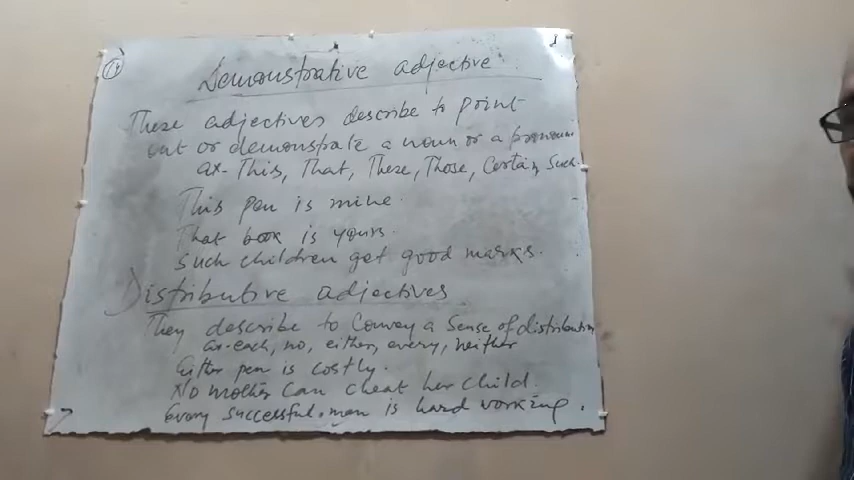 Demonstrative adjective
These adjectives describe to point
out or demonstrate a noun or a pronoun
ax- This, That, These, Those, Certain, Such.
This pen is mine.
That book is yours.
Such children get good marks.
Distributive adjectives
They describe to Convey a Sense of distribution
ax-each, no, either, every, neither
Either pen is costly.
No mother can cheat her child.
Every successful man is hard working.